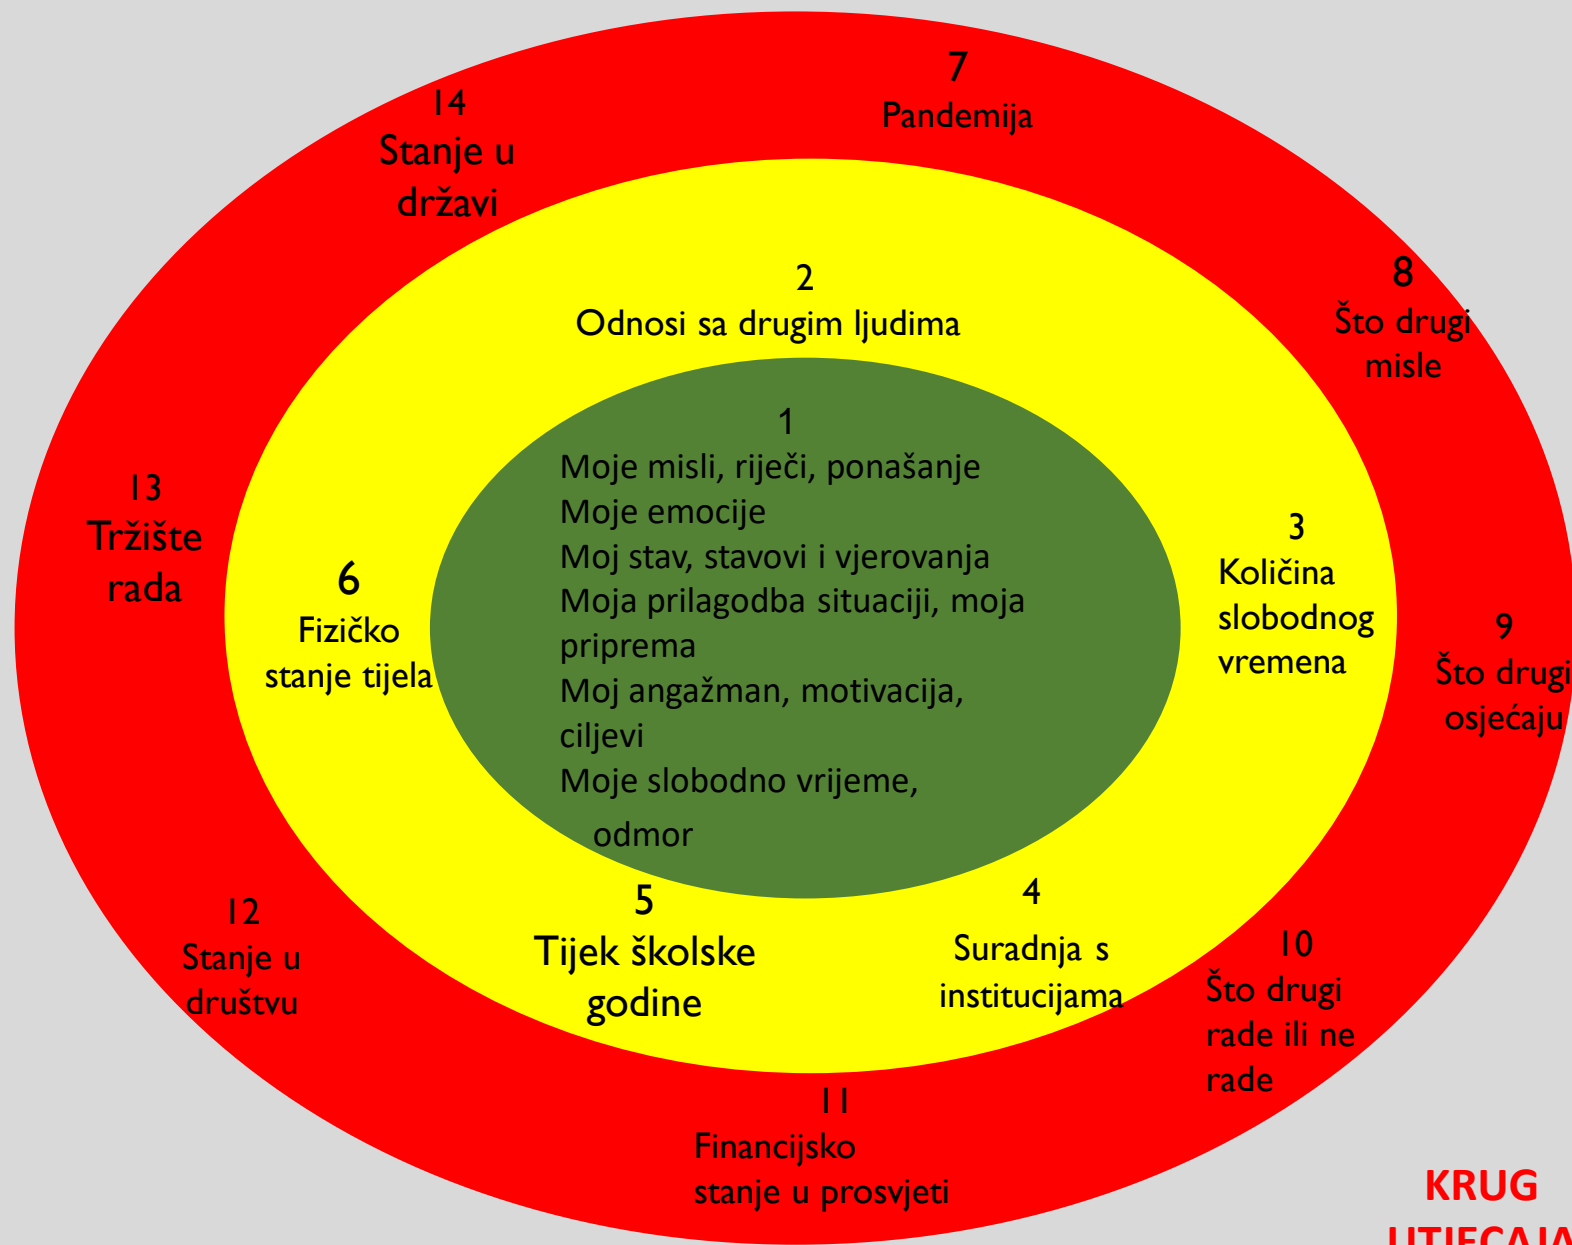 7
Pandemija
14
Stanje u
državi
2
Odnosi sa drugim ljudima
8
Što drugi
misle
1
Moje misli, riječi, ponašanje
Moje emocije
Moj stav, stavovi i vjerovanja
Moja prilagodba situaciji, moja
priprema
Moj angažman, motivacija,
ciljevi
Moje slobodno vrijeme,
odmor
13
Tržište
rada
6
Fizičko
stanje tijela
3
Količina
slobodnog
vremena
9
Što drugi
osjećaju
5
Tijek školske
godine
4
Suradnja s
institucijama
12
Stanje u
društvu
10
Što drugi
rade ili ne
rade
11
Financijsko
stanje u prosvjeti
KRUG
UTJECAJA